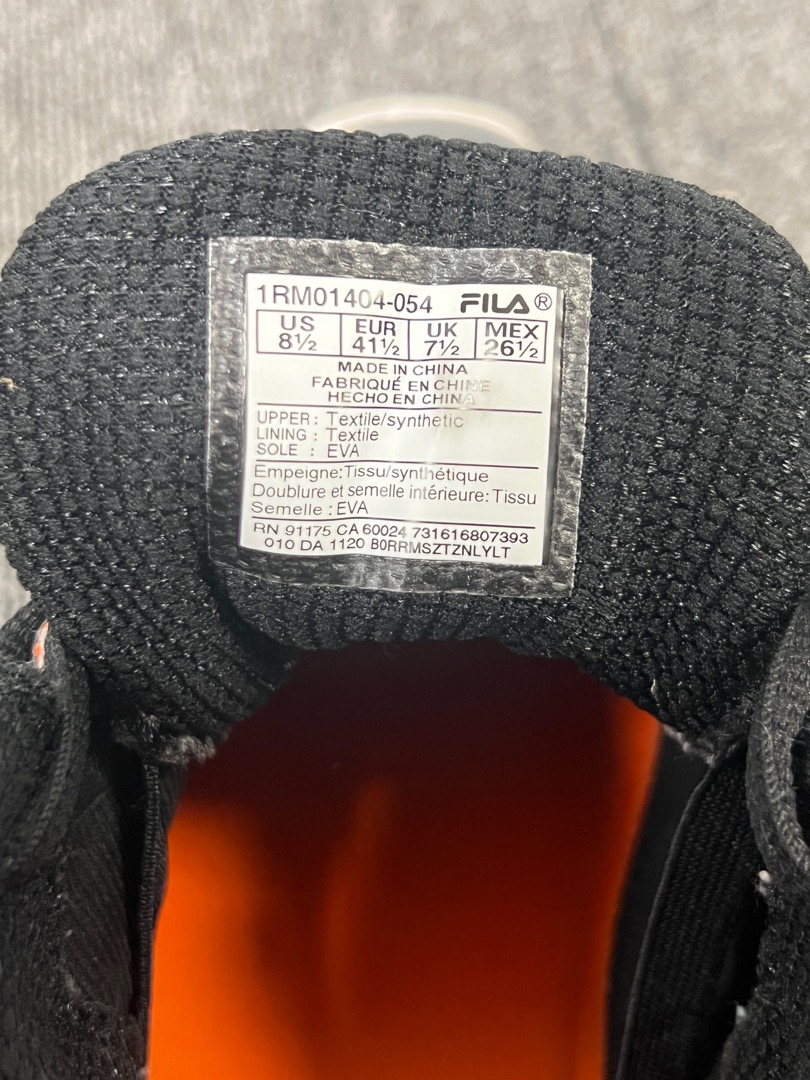 1RM01404-054 FILA®
US EUR UK MEX
8½ 41½ 7½ 26½
MADE IN CHINA
FABRIQUÉ EN CHINE
HECHO EN CHINA
UPPER : Textile/synthetic
LINING : Textile
SOLE : EVA
Empeigne:Tissu/synthétique
Doublure et semelle intérieure: Tissu
Semelle : EVA
RN 91175 CA 60024 731616807393
010 DA 1120 B0RRMSZTZNLYLT